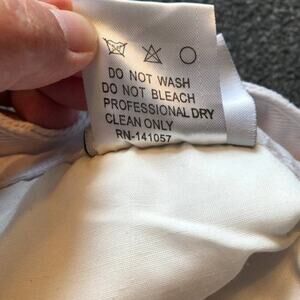 DO NOT WASH
DO NOT BLEACH
PROFESSIONAL DRY
CLEAN ONLY
RN-141057